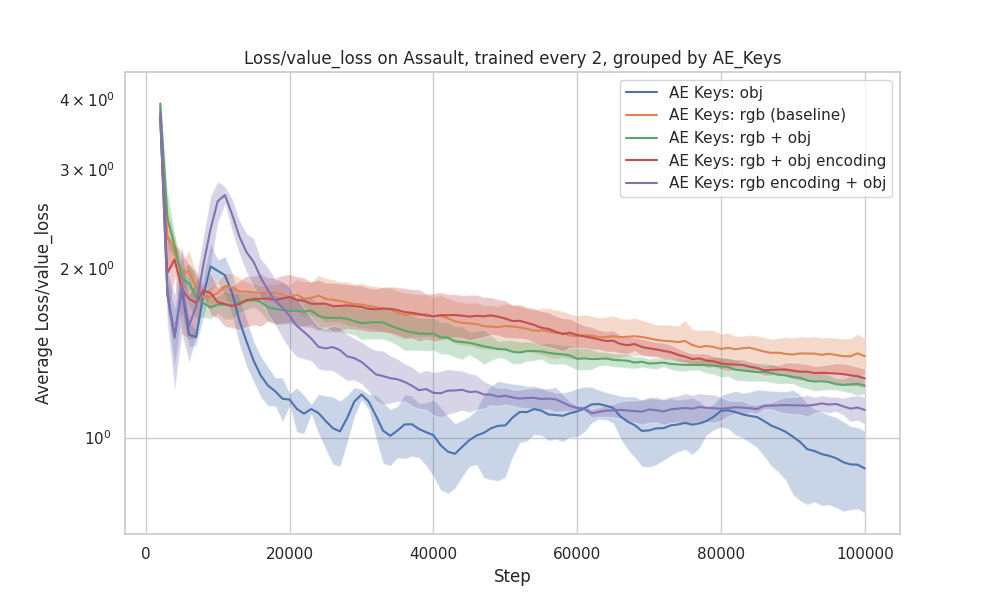 Loss/value_loss on Assault, trained every 2, grouped by AE_Keys
AE Keys: obj
AE Keys: rgb (baseline)
AE Keys: rgb + obj
AE Keys: rgb + obj encoding
AE Keys: rgb encoding + obj
Average Loss/value_loss
4 × 10⁰
3 × 10⁰
2 × 10⁰
10⁰
0 20000 40000 60000 80000 100000
Step